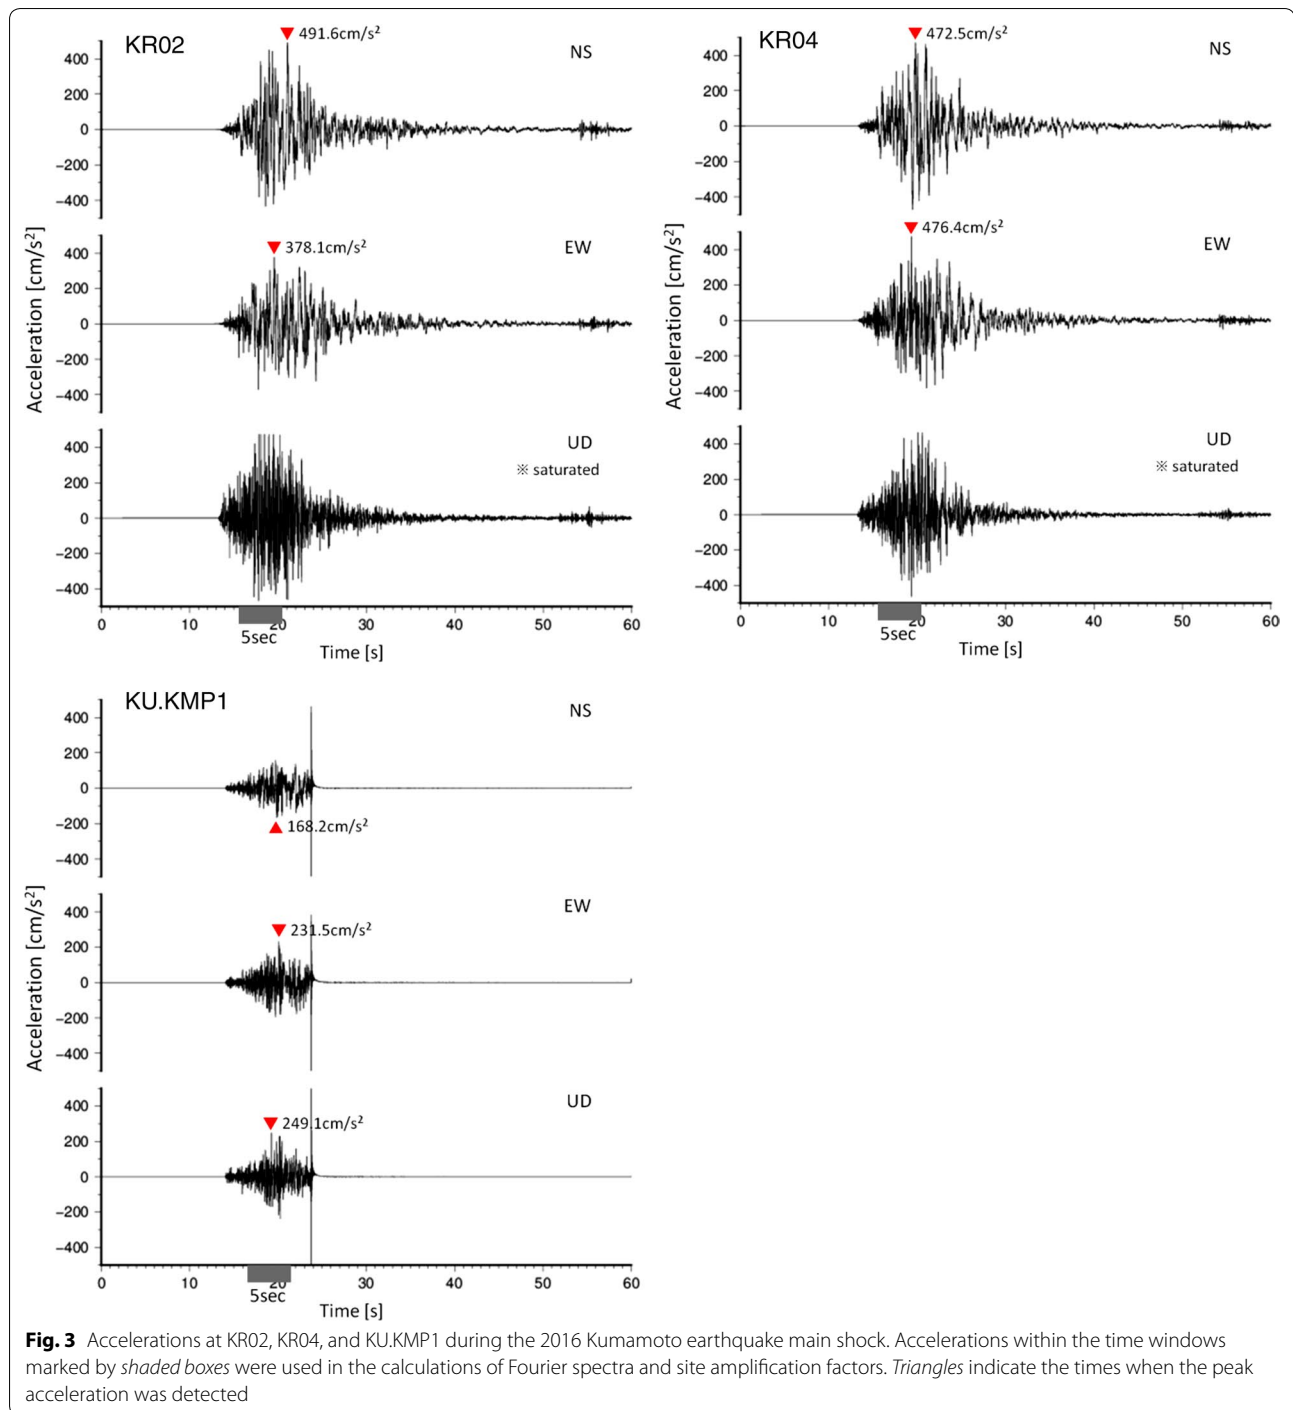 KR02
491.6cm/s²
NS
400
200
0
−200
−400
378.1cm/s²
EW
400
200
0
−200
−400
Acceleration [cm/s²]
UD
※ saturated
400
200
0
−200
−400
0 10 20 30 40 50 60
5sec
Time [s]
KR04
472.5cm/s²
NS
400
200
0
−200
−400
476.4cm/s²
EW
400
200
0
−200
−400
Acceleration [cm/s²]
UD
※ saturated
400
200
0
−200
−400
0 10 20 30 40 50 60
5sec
Time [s]
KU.KMP1
NS
400
200
0
−200
−400
168.2cm/s²
EW
400
200
0
−200
−400
231.5cm/s²
Acceleration [cm/s²]
UD
400
200
0
−200
−400
249.1cm/s²
0 10 20 30 40 50 60
5sec
Time [s]
Fig. 3 Accelerations at KR02, KR04, and KU.KMP1 during the 2016 Kumamoto earthquake main shock. Accelerations within the time windows
marked by shaded boxes were used in the calculations of Fourier spectra and site amplification factors. Triangles indicate the times when the peak
acceleration was detected